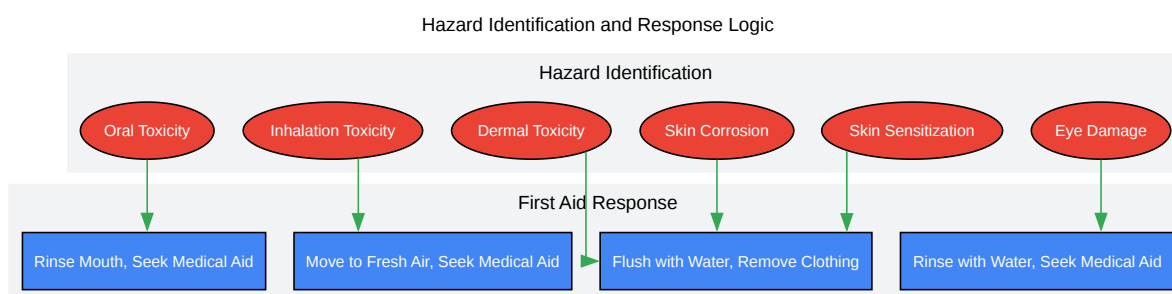 Hazard Identification and Response Logic
Hazard Identification
Oral Toxicity
Inhalation Toxicity
Dermal Toxicity
Skin Corrosion
Skin Sensitization
Eye Damage
First Aid Response
Rinse Mouth, Seek Medical Aid
Move to Fresh Air, Seek Medical Aid
Flush with Water, Remove Clothing
Rinse with Water, Seek Medical Aid